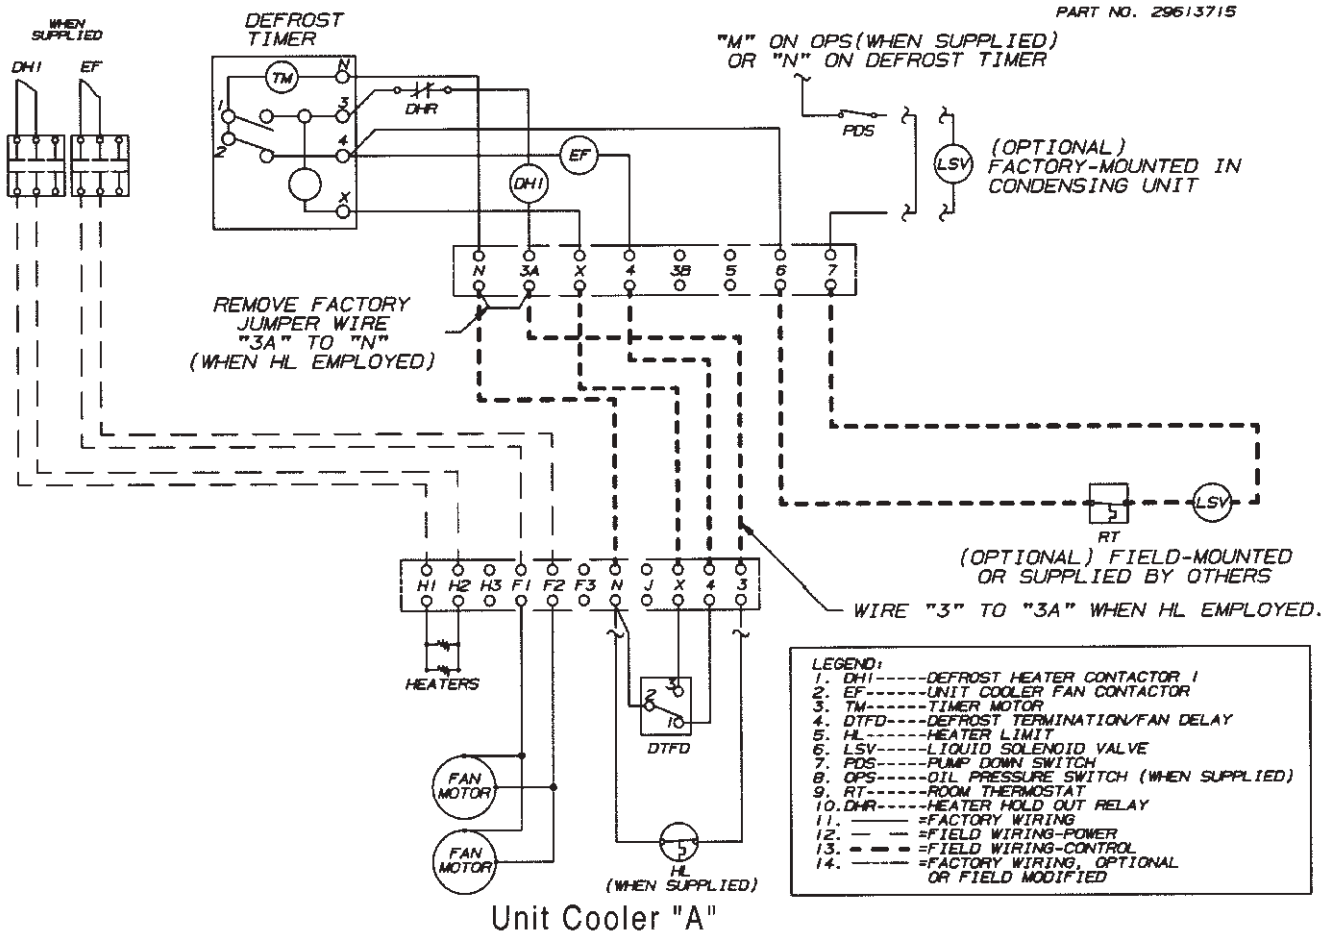 PART NO. 29613715
WHEN
SUPPLIED
DH1
EF
DEFROST
TIMER
TM
N
1
3
2
4
X
DHR
EF
DH1
"M" ON OPS(WHEN SUPPLIED)
OR "N" ON DEFROST TIMER
PDS
LSV
(OPTIONAL)
FACTORY-MOUNTED IN
CONDENSING UNIT
N 3A X 4 3B 5 6 7
REMOVE FACTORY
JUMPER WIRE
"3A" TO "N"
(WHEN HL EMPLOYED)
RT
LSV
(OPTIONAL) FIELD-MOUNTED
OR SUPPLIED BY OTHERS
H1 H2 H3 F1 F2 F3 N J X 4 3
WIRE "3" TO "3A" WHEN HL EMPLOYED.
HEATERS
3
2
1
DTFD
FAN
MOTOR
FAN
MOTOR
HL
(WHEN SUPPLIED)
LEGEND:
1. DH1-----DEFROST HEATER CONTACTOR 1
2. EF------UNIT COOLER FAN CONTACTOR
3. TM------TIMER MOTOR
4. DTFD----DEFROST TERMINATION/FAN DELAY
5. HL------HEATER LIMIT
6. LSV-----LIQUID SOLENOID VALVE
7. PDS-----PUMP DOWN SWITCH
8. OPS-----OIL PRESSURE SWITCH (WHEN SUPPLIED)
9. RT------ROOM THERMOSTAT
10. DHR-----HEATER HOLD OUT RELAY
11. =FACTORY WIRING
12. =FIELD WIRING-POWER
13. =FIELD WIRING-CONTROL
14. =FACTORY WIRING, OPTIONAL
OR FIELD MODIFIED
Unit Cooler "A"